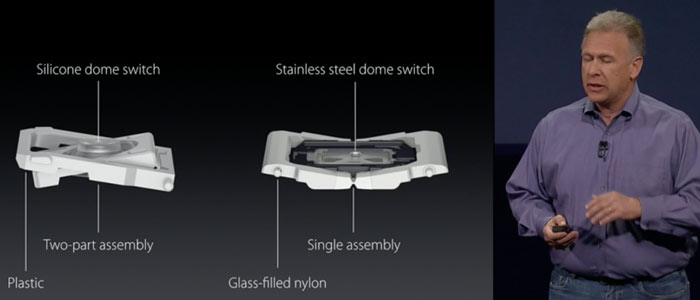 Silicone dome switch
Stainless steel dome switch
Two-part assembly
Single assembly
Plastic
Glass-filled nylon